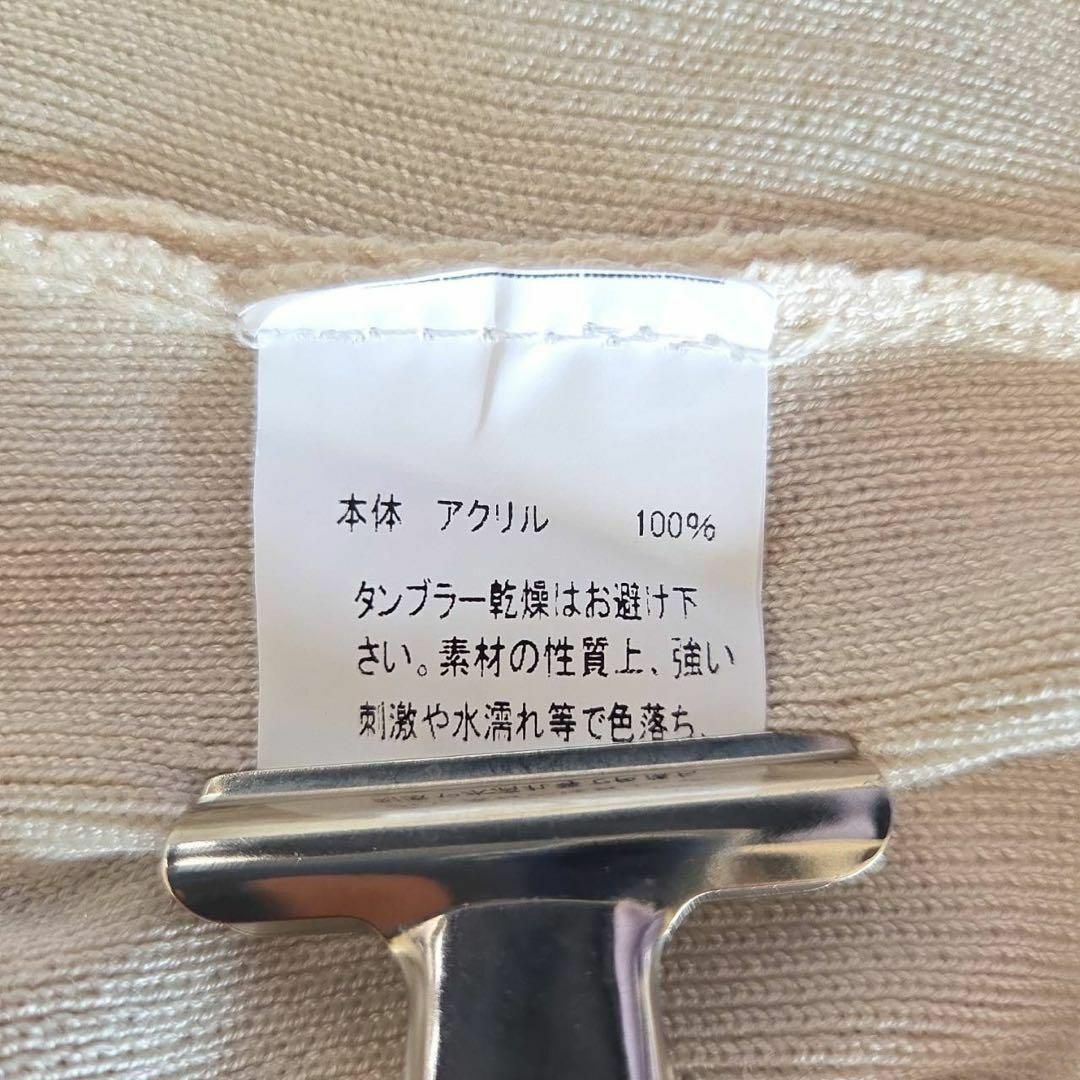 本体 アクリル 100%
タンブラー乾燥はお避け下
さい。素材の性質上、強い
刺激や水濡れ等で色落ち、